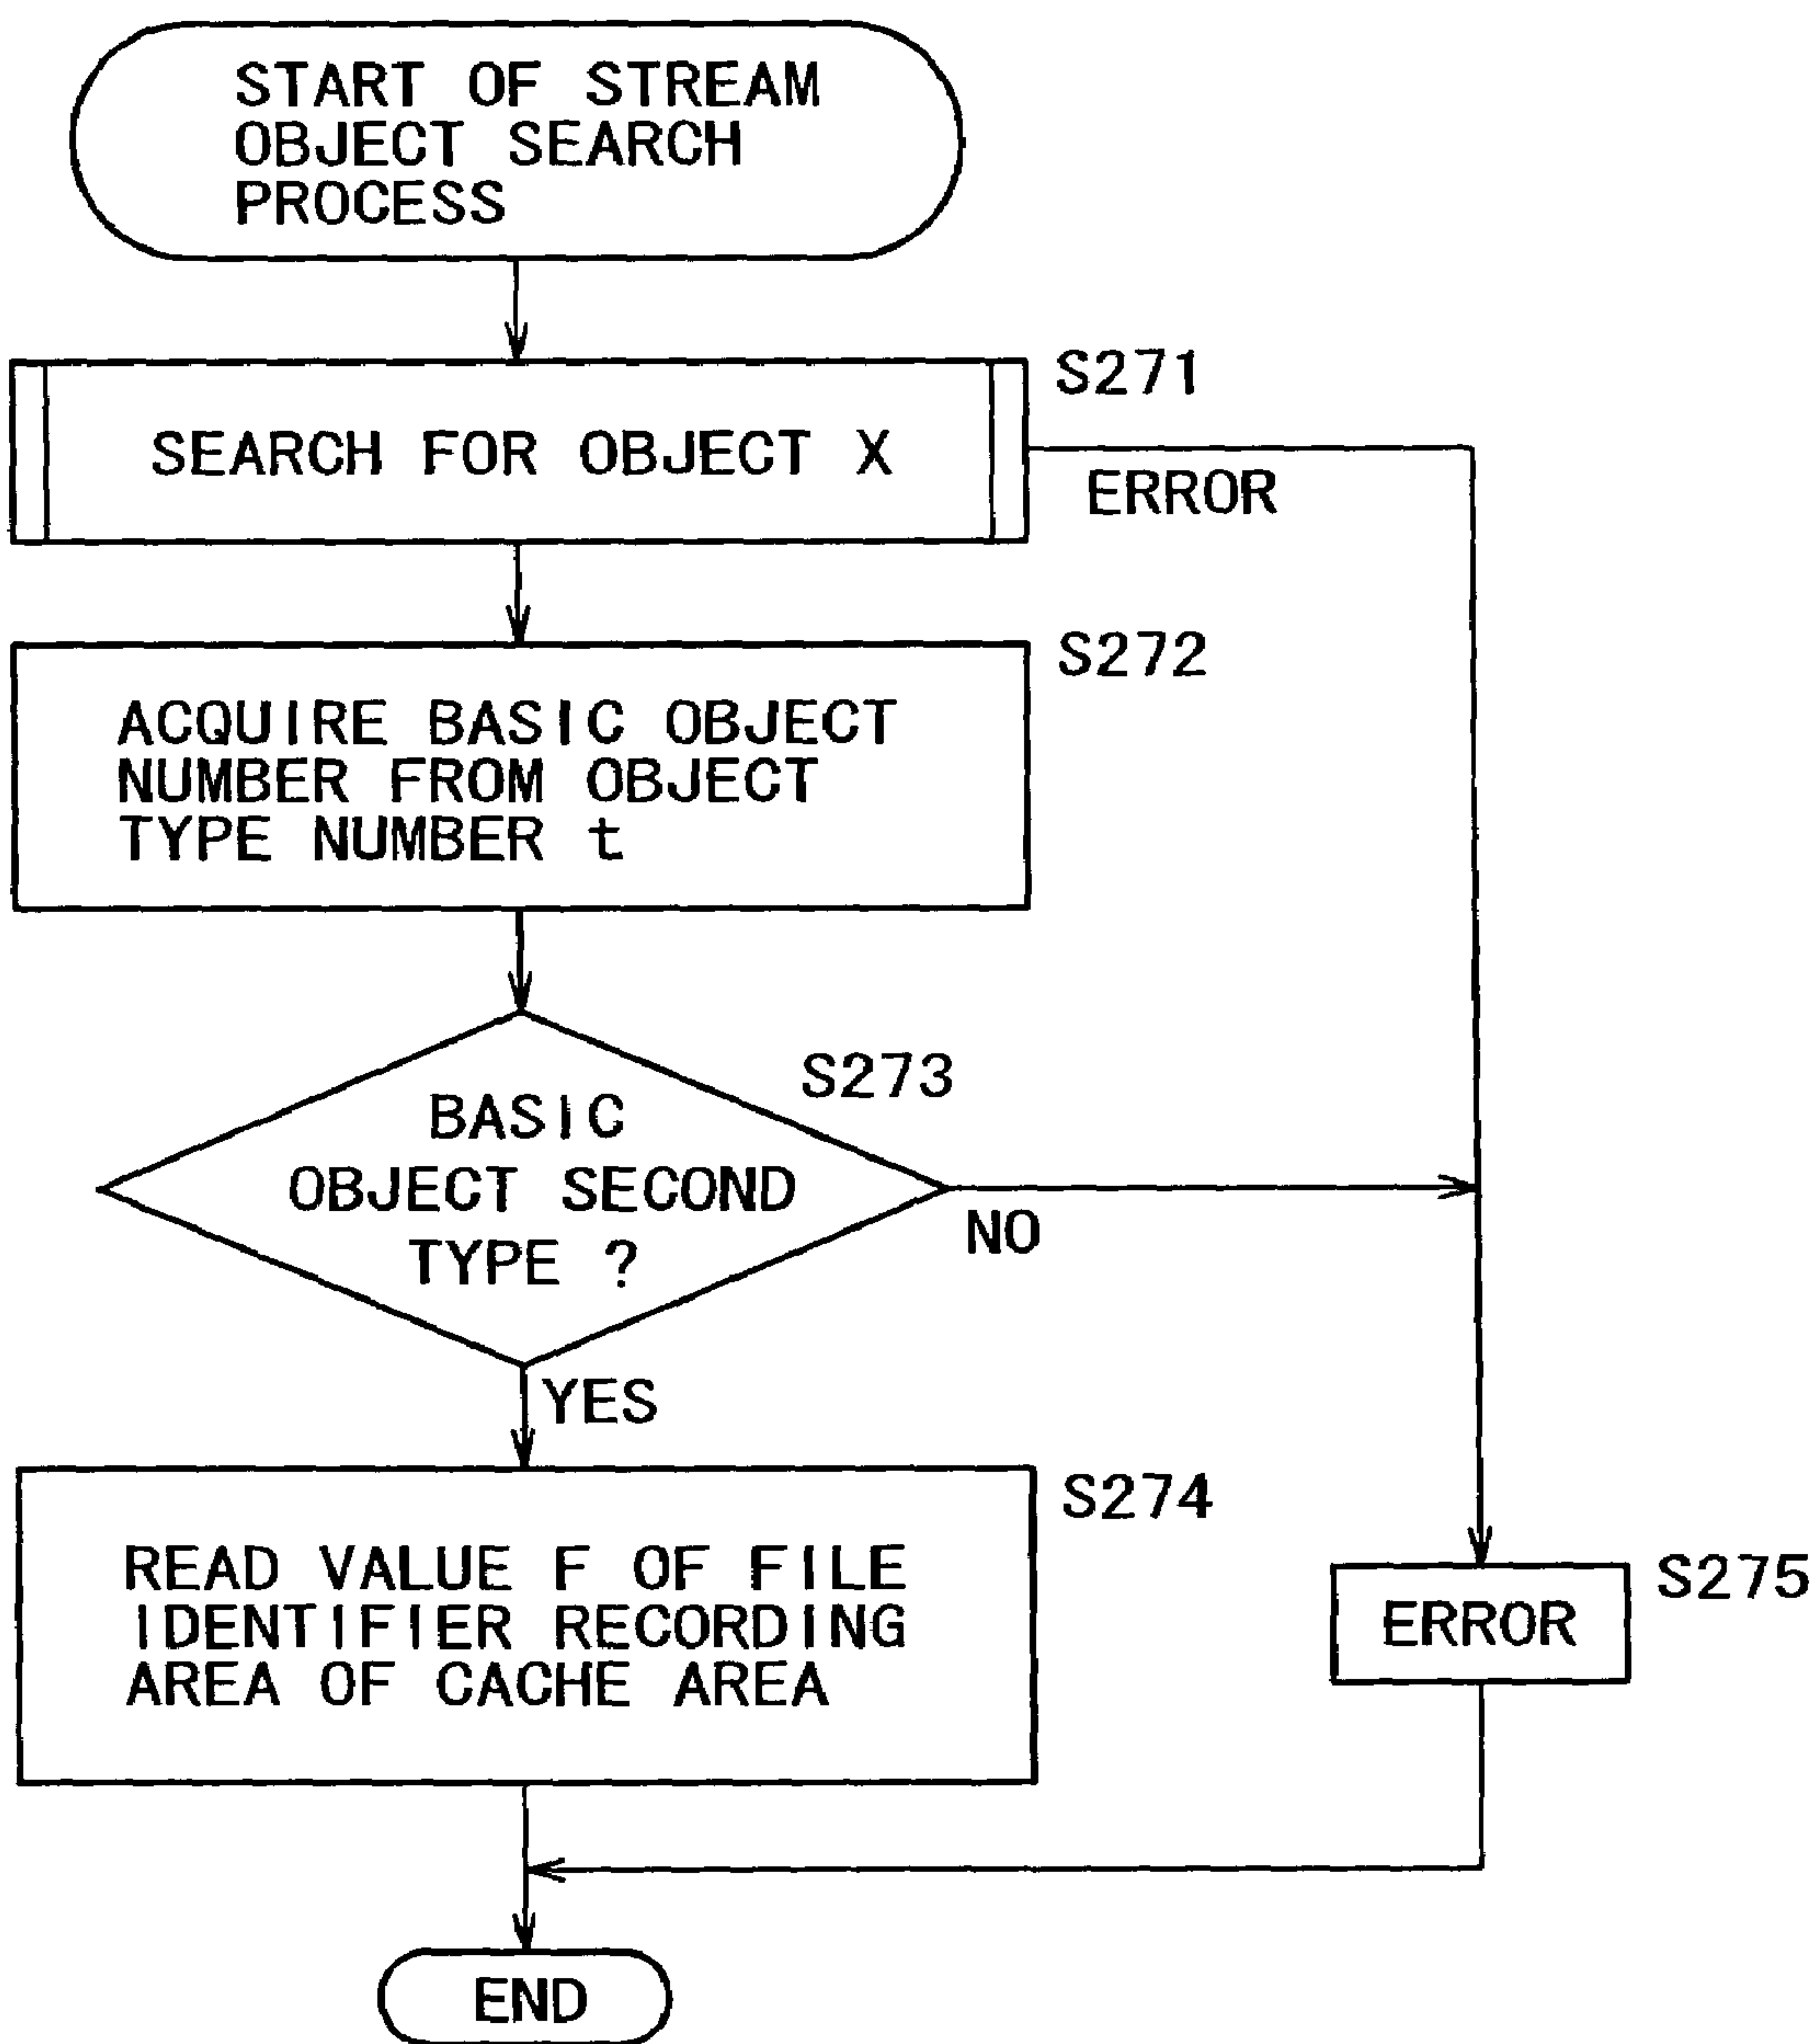 START OF STREAM
OBJECT SEARCH
PROCESS
S271
SEARCH FOR OBJECT X
ERROR
S272
ACQUIRE BASIC OBJECT
NUMBER FROM OBJECT
TYPE NUMBER t
S273
BASIC
OBJECT SECOND
TYPE ?
NO
YES
S274
READ VALUE F OF FILE
IDENTIFIER RECORDING
AREA OF CACHE AREA
S275
ERROR
END